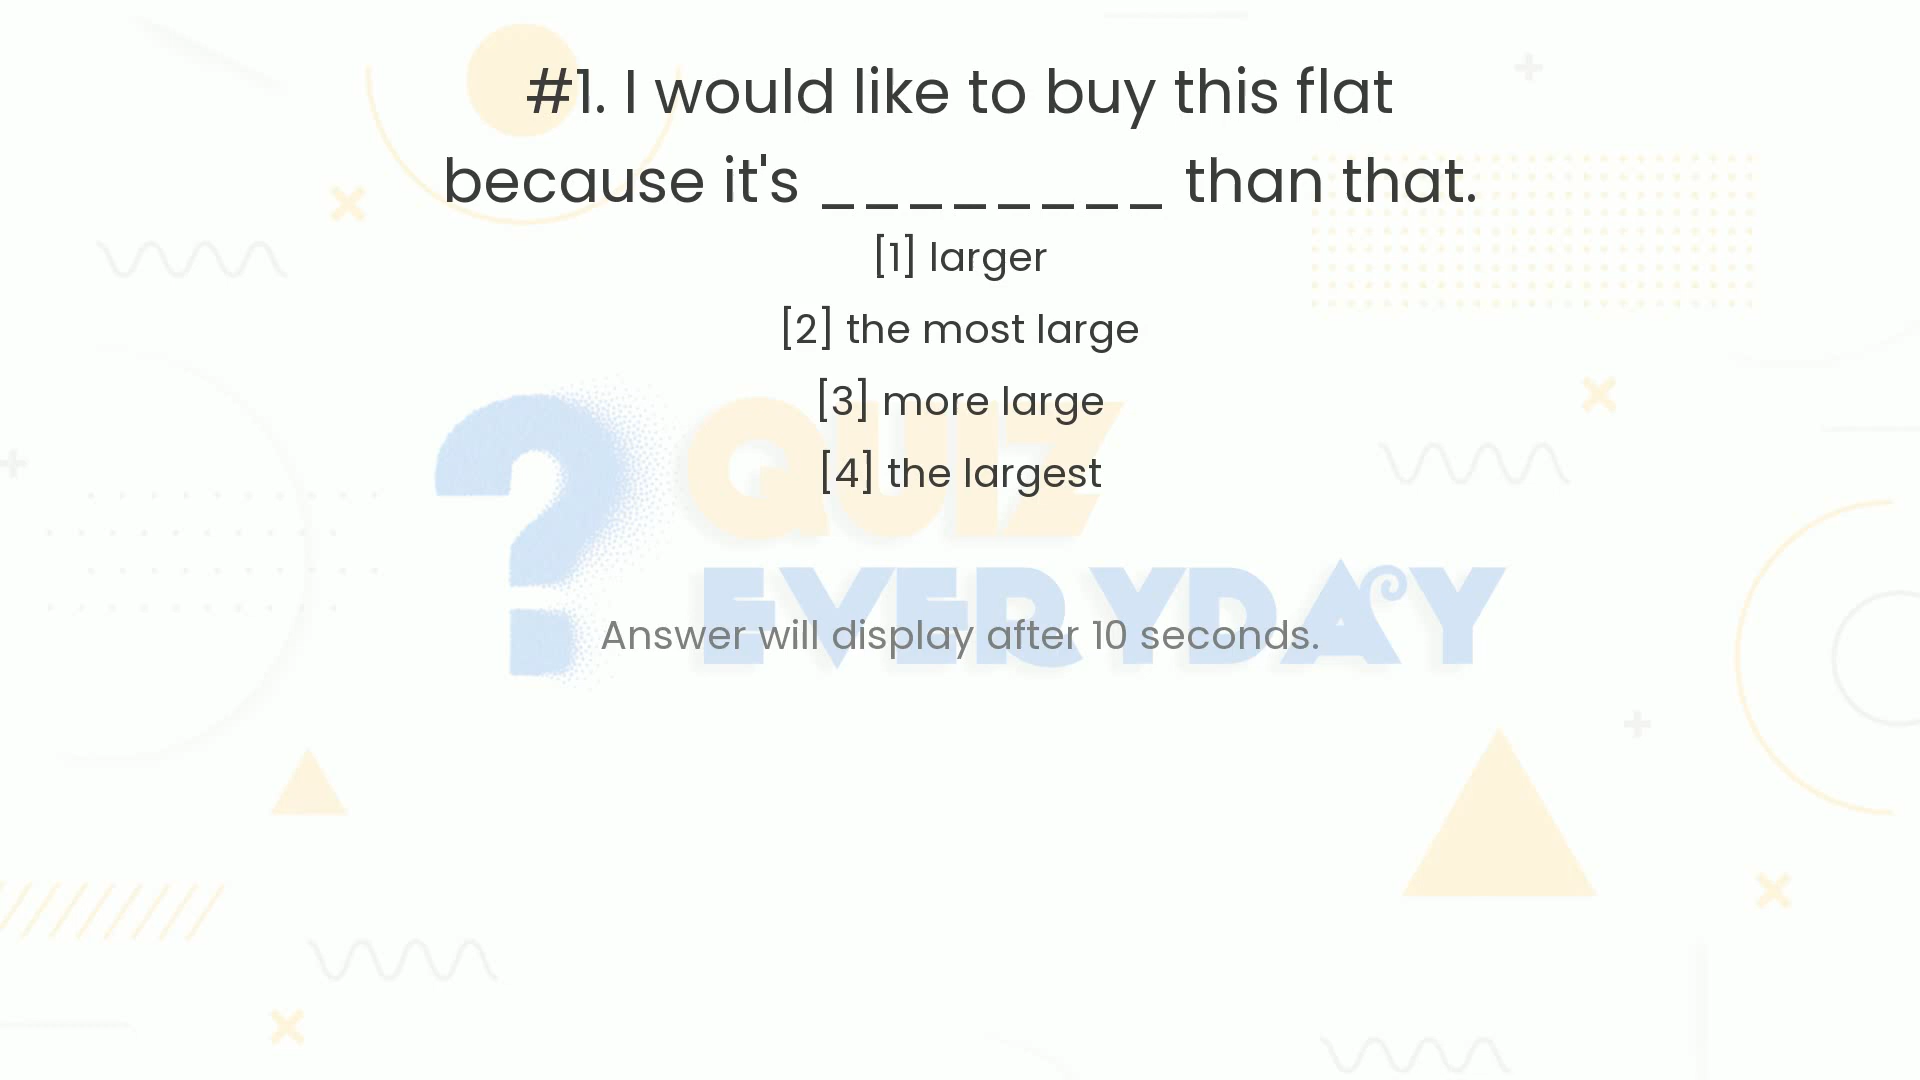 #1. I would like to buy this flat
because it's ________ than that.
[1] larger
[2] the most large
[3] more large
[4] the largest
QUIZ
EVERYDAY
Answer will display after 10 seconds.